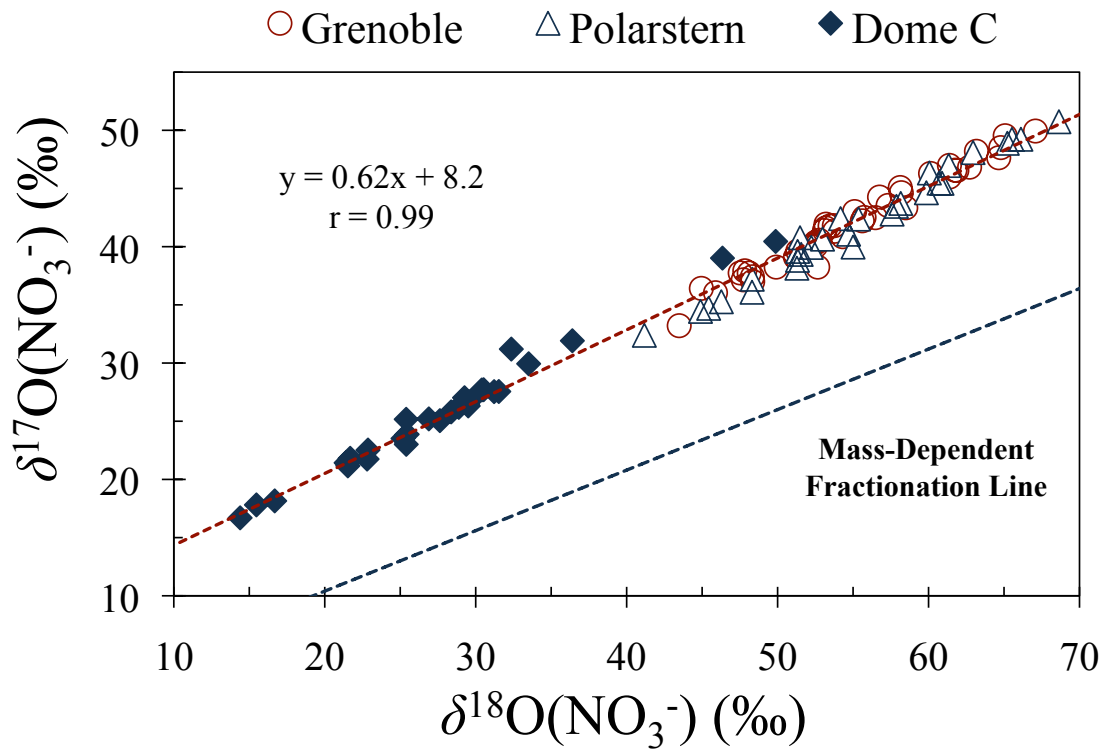 Grenoble Polarstern Dome C
δ¹⁷O(NO₃⁻) (‰)
50
40
30
20
10
y = 0.62x + 8.2
r = 0.99
Mass-Dependent
Fractionation Line
10 20 30 40 50 60 70
δ¹⁸O(NO₃⁻) (‰)